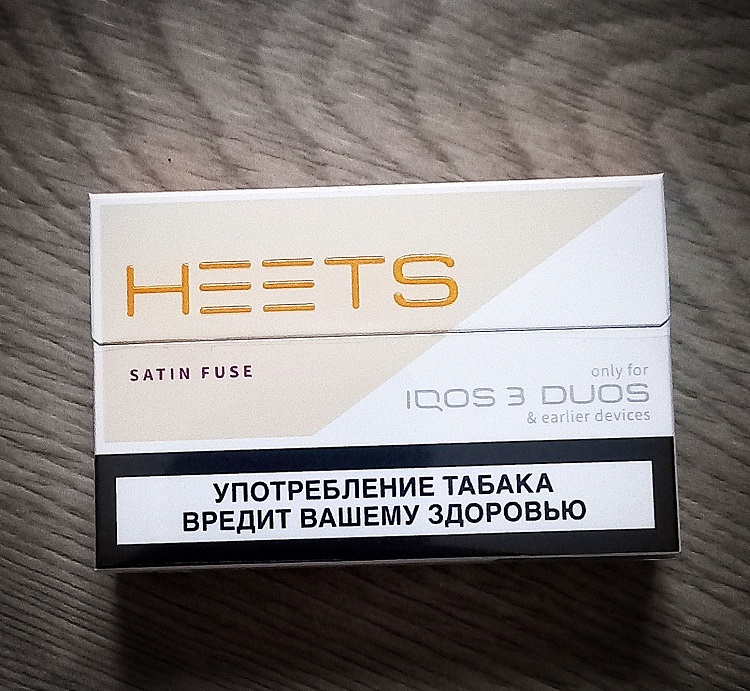 HEETS
SATIN FUSE
only for
IQOS 3 DUOS
& earlier devices
УПОТРЕБЛЕНИЕ ТАБАКА
ВРЕДИТ ВАШЕМУ ЗДОРОВЬЮ